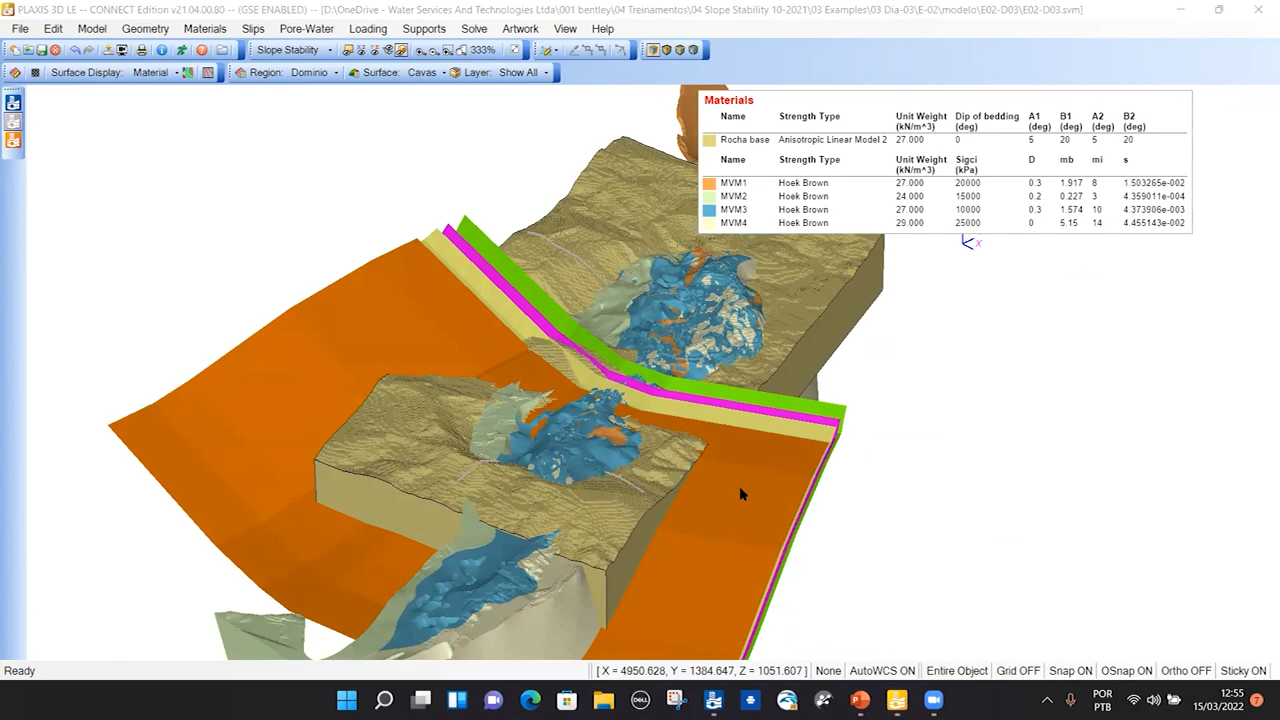 PLAXIS 3D LE -- CONNECT Edition v21.04.00.80 -- (GSE ENABLED) -- [D:\OneDrive - Water Services And Technologies Ltda\001 bentley\04 Treinamentos\04 Slope Stability 10-2021\03 Examples\03 Dia-03\E-02\modelo\E02-D03\E02-D03.svm]
File Edit Model Geometry Materials Slips Pore-Water Loading Supports Solve Artwork View Help
Slope Stability 333%
Surface Display: Material Region: Dominio Surface: Cavas Layer: Show All
Materials
Name Strength Type Unit Weight (kN/m^3) Dip of bedding (deg) A1 (deg) B1 (deg) A2 (deg) B2 (deg)
Rocha base Anisotropic Linear Model 2 27.000 0 5 20 5 20
Name Strength Type Unit Weight (kN/m^3) Sigci (kPa) D mb mi s
MVM1 Hoek Brown 27.000 20000 0.3 1.917 8 1.503265e-002
MVM2 Hoek Brown 24.000 15000 0.2 0.227 3 4.359011e-004
MVM3 Hoek Brown 27.000 10000 0.3 1.574 10 4.373906e-003
MVM4 Hoek Brown 29.000 25000 0 5.15 14 4.455143e-002
x
Ready [ X = 4950.628, Y = 1384.647, Z = 1051.607] None AutoWCS ON Entire Object Grid OFF Snap ON OSnap ON Ortho OFF Sticky ON
DELL
POR
PTB
12:55
15/03/2022
7